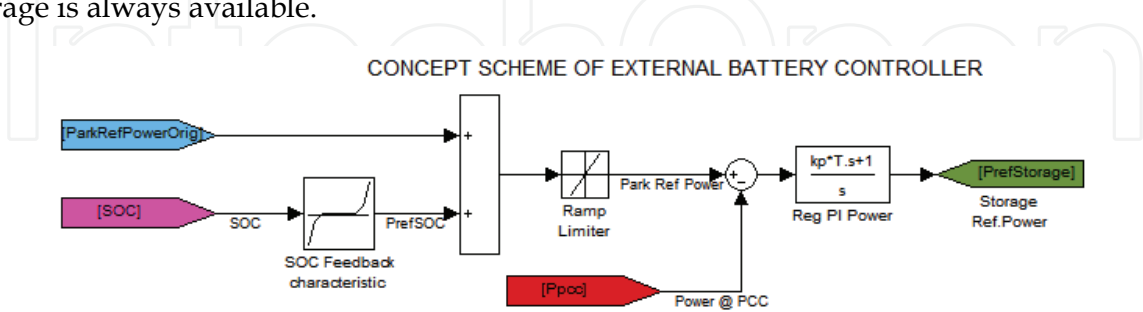 rage is always available.
IntechOpen
CONCEPT SCHEME OF EXTERNAL BATTERY CONTROLLER
[ParkRefPowerOrig]
+
kp*T.s+1
s
[PrefStorage]
+
-
Park Ref Power
Reg PI Power
Storage
Ref.Power
[SOC]
SOC
PrefSOC
+
Ramp
Limiter
SOC Feedback
characteristic
[Ppcc]
Power @ PCC